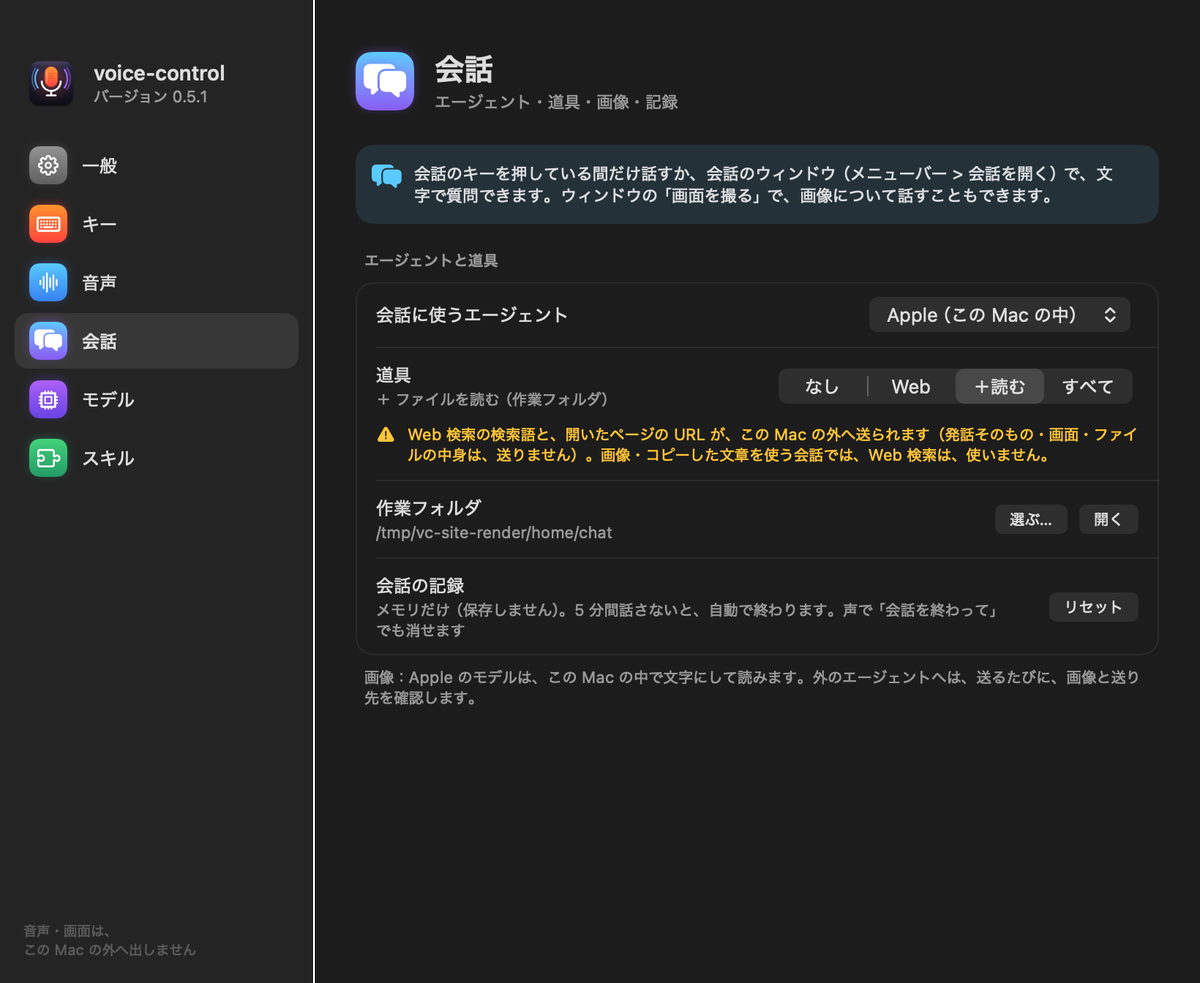 voice-control
バージョン 0.5.1
一般
キー
音声
会話
モデル
スキル
音声・画面は、
この Mac の外へ出しません
会話
エージェント・道具・画像・記録
会話のキーを押している間だけ話すか、会話のウィンドウ（メニューバー > 会話を開く）で、文
字で質問できます。ウィンドウの「画面を撮る」で、画像について話すこともできます。
エージェントと道具
会話に使うエージェント
Apple（この Mac の中）
道具
＋ ファイルを読む（作業フォルダ）
なし
Web
＋読む
すべて
Web 検索の検索語と、開いたページの URL が、この Mac の外へ送られます（発話そのもの・画面・ファイ
ルの中身は、送りません）。画像・コピーした文章を使う会話では、Web 検索は、使いません。
作業フォルダ
/tmp/vc-site-render/home/chat
選ぶ...
開く
会話の記録
メモリだけ（保存しません）。5 分間話さないと、自動で終わります。声で「会話を終わって」
でも消せます
リセット
画像：Apple のモデルは、この Mac の中で文字にして読みます。外のエージェントへは、送るたびに、画像と送り
先を確認します。